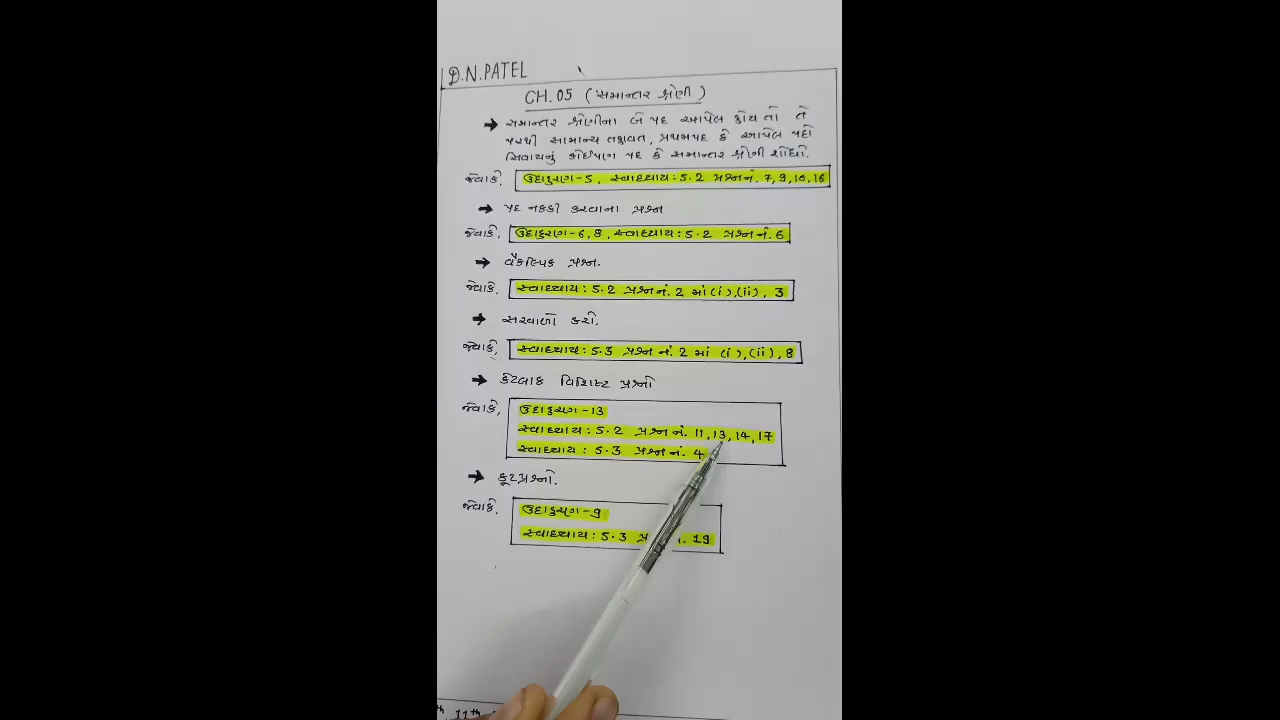 D.N.PATEL
CH.05 (સમાન્તર શ્રેણી)
→ સમાન્તર શ્રેણીના બે પદ આપેલ હોય તો તે
પરથી સામાન્ય તફાવત, પ્રથમપદ કે આપેલ પદો
સિવાયનું કોઈપણ પદ કે સમાન્તર શ્રેણી શોધો.
જેવાકે, ઉદાહરણ-5, સ્વાધ્યાય: 5.2 પ્રશ્ન નં. 7, 9, 10, 16
→ પદ નક્કી કરવાના પ્રશ્ન
જેવાકે, ઉદાહરણ-6, 8, સ્વાધ્યાય: 5.2 પ્રશ્ન નં. 6
→ વૈકલ્પિક પ્રશ્ન.
જેવાકે, સ્વાધ્યાય: 5.2 પ્રશ્ન નં. 2 માં (i),(ii), 3
→ સરવાળો કરો.
જેવાકે, સ્વાધ્યાય: 5.3 પ્રશ્ન નં. 2 માં (i),(ii), 8
→ કેટલાક વિશિષ્ટ પ્રશ્નો
જેવાકે, ઉદાહરણ-13
સ્વાધ્યાય: 5.2 પ્રશ્ન નં. 11, 13, 14, 17
સ્વાધ્યાય: 5.3 પ્રશ્ન નં. 4
→ કૂટપ્રશ્નો.
જેવાકે, ઉદાહરણ-9
સ્વાધ્યાય: 5.3 19
11th